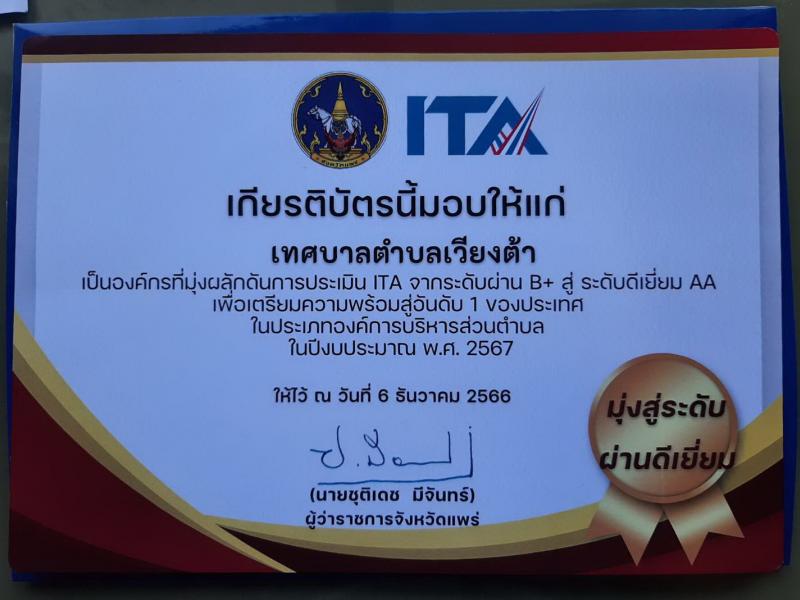 จังหวัดแพร่
ITA
เกียรติบัตรนี้มอบให้แก่
เทศบาลตำบลเวียงต้า
เป็นองค์กรที่มุ่งผลักดันการประเมิน ITA จากระดับผ่าน B+ สู่ ระดับดีเยี่ยม AA
เพื่อเตรียมความพร้อมสู่อันดับ 1 ของประเทศ
ในประเภทองค์การบริหารส่วนตำบล
ในปีงบประมาณ พ.ศ. 2567
ให้ไว้ ณ วันที่ 6 ธันวาคม 2566
(นายชุติเดช มีจันทร์)
ผู้ว่าราชการจังหวัดแพร่
มุ่งสู่ระดับ
ผ่านดีเยี่ยม